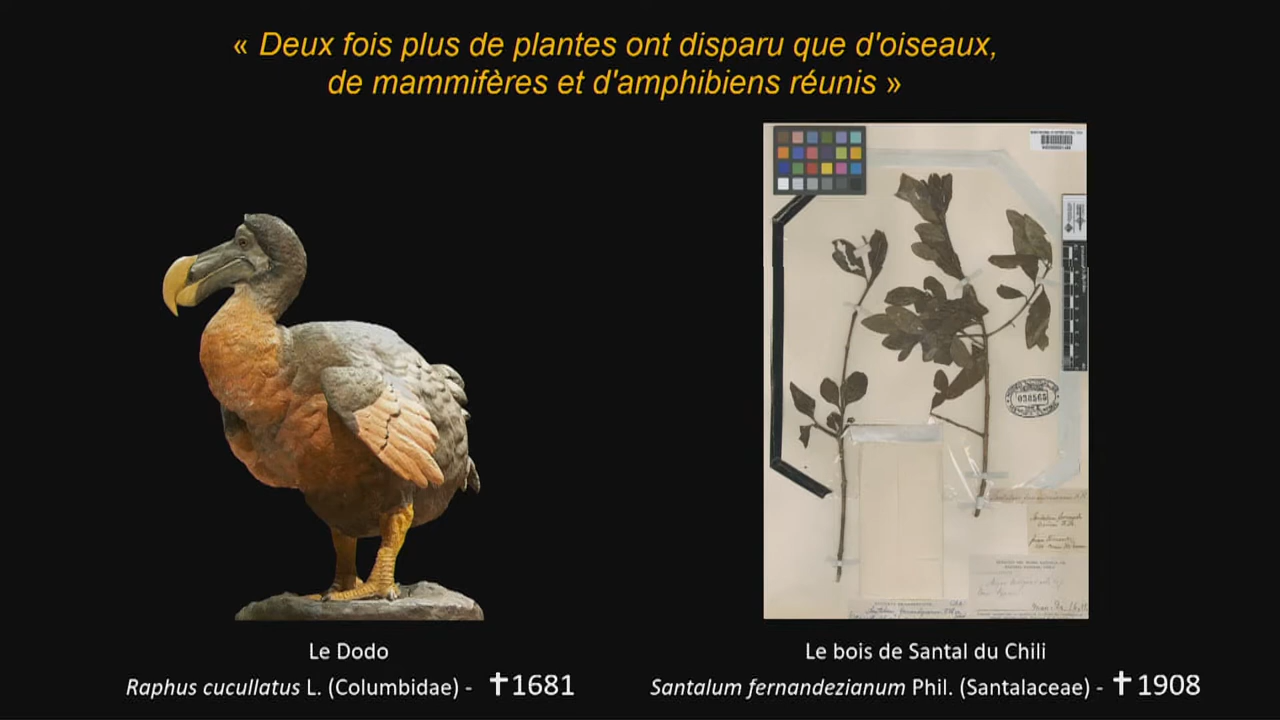 « Deux fois plus de plantes ont disparu que d'oiseaux,
de mammifères et d'amphibiens réunis »
038565
Le Dodo
Raphus cucullatus L. (Columbidae) - ✝1681
Le bois de Santal du Chili
Santalum fernandezianum Phil. (Santalaceae) - ✝1908